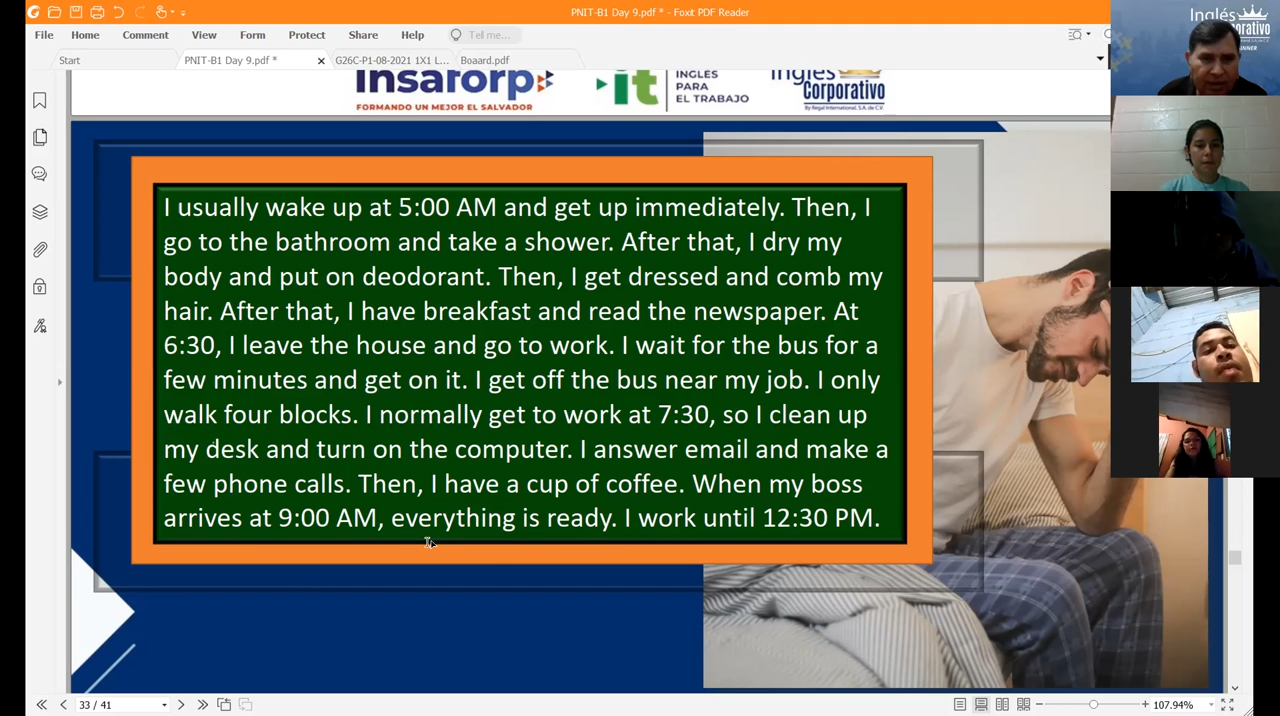 PNIT-B1 Day 9.pdf * - Foxit PDF Reader
File Home Comment View Form Protect Share Help Tell me...
Start PNIT-B1 Day 9.pdf * G26C-P1-08-2021 1X1 L... Boaard.pdf
Insaforp
FORMANDO UN MEJOR EL SALVADOR
it
INGLÉS
PARA
EL TRABAJO
Inglés
Corporativo
By Regal International, S.A. de C.V.
Inglés
Corporativo
I usually wake up at 5:00 AM and get up immediately. Then, I
go to the bathroom and take a shower. After that, I dry my
body and put on deodorant. Then, I get dressed and comb my
hair. After that, I have breakfast and read the newspaper. At
6:30, I leave the house and go to work. I wait for the bus for a
few minutes and get on it. I get off the bus near my job. I only
walk four blocks. I normally get to work at 7:30, so I clean up
my desk and turn on the computer. I answer email and make a
few phone calls. Then, I have a cup of coffee. When my boss
arrives at 9:00 AM, everything is ready. I work until 12:30 PM.
33 / 41
107.94%